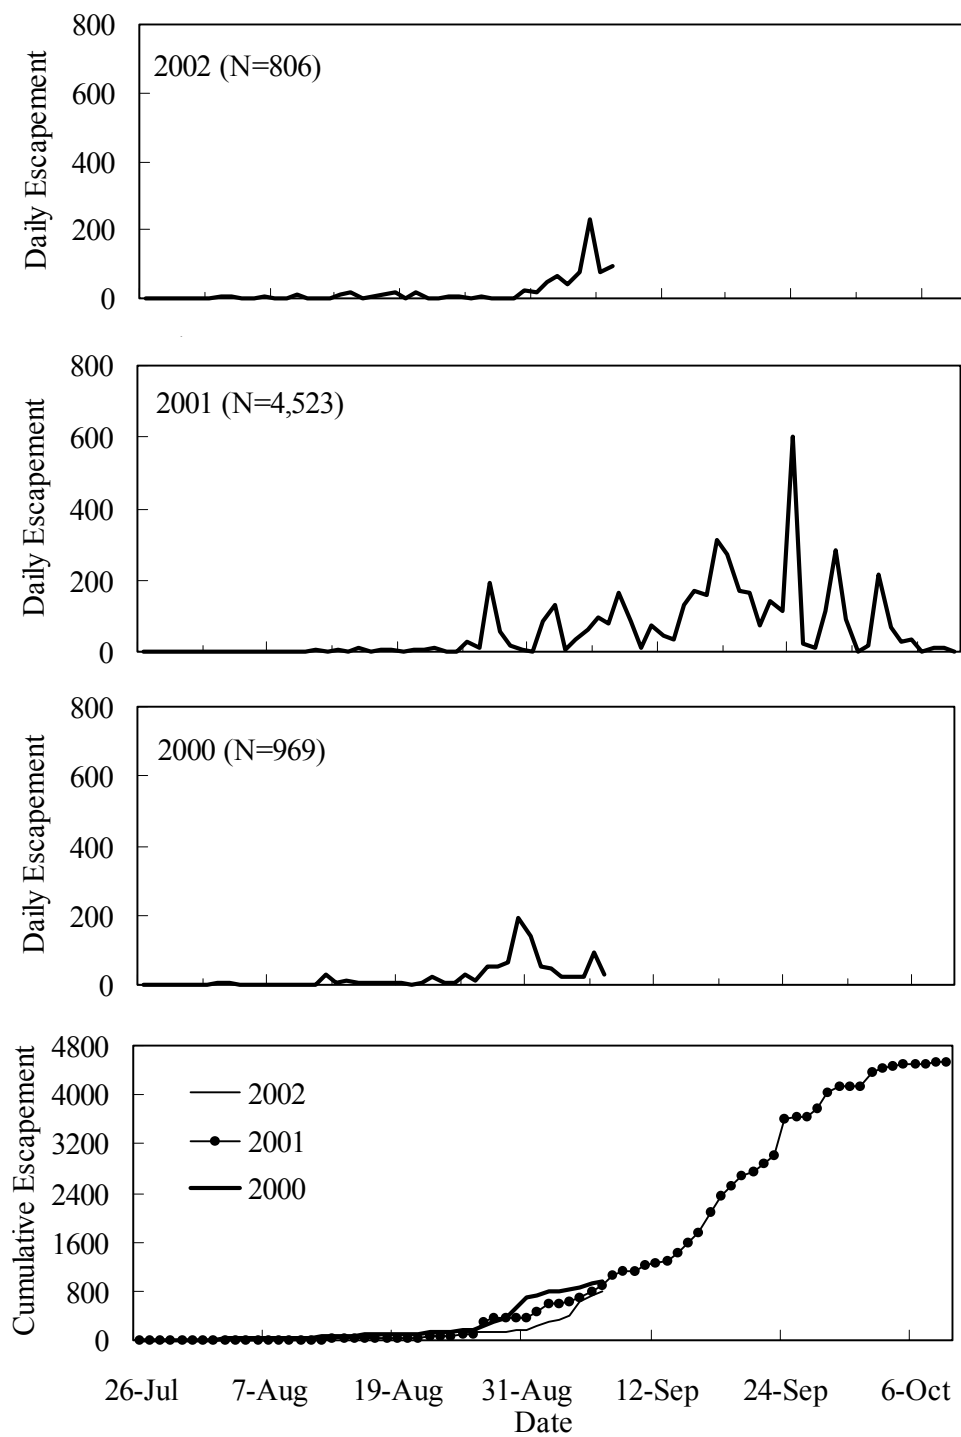 800
2002 (N=806)
600
400
200
0
Daily Escapement
800
2001 (N=4,523)
600
400
200
0
Daily Escapement
800
2000 (N=969)
600
400
200
0
Daily Escapement
4800
4000
3200
2400
1600
800
0
Cumulative Escapement
2002
2001
2000
26-Jul 7-Aug 19-Aug 31-Aug 12-Sep 24-Sep 6-Oct
Date